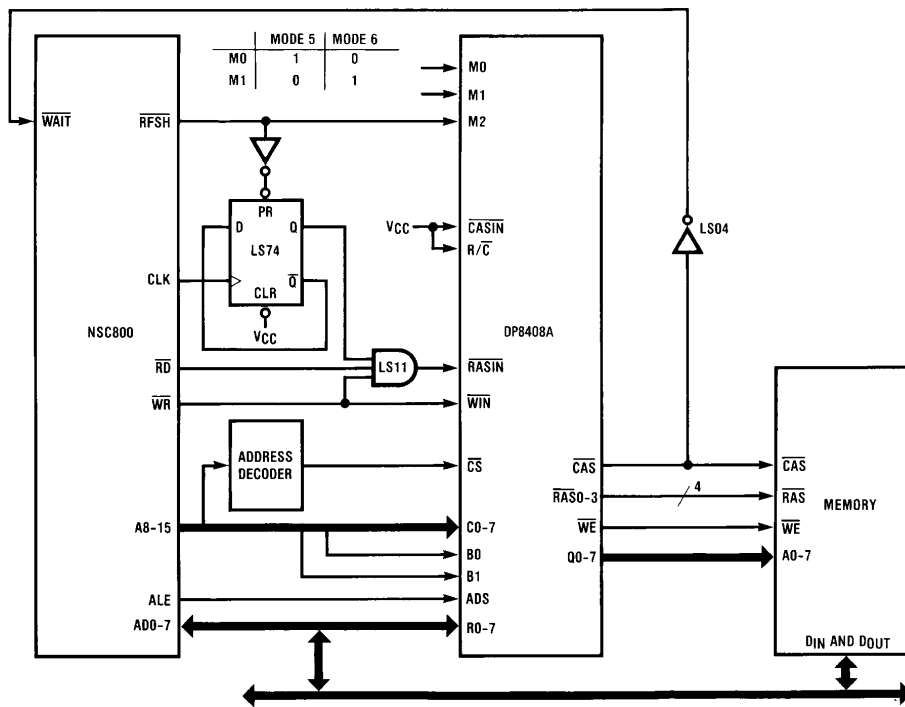 MODE 5 MODE 6
M0 1 0
M1 0 1
WAIT
RFSH
CLK
NSC800
RD
WR
A8-15
ALE
AD0-7
PR
D Q
LS74
Q
CLR
VCC
LS11
ADDRESS
DECODER
VCC
M0
M1
M2
CASIN
R/C
DP8408A
RASIN
WIN
CS
C0-7
B0
B1
ADS
R0-7
CAS
RAS0-3
WE
Q0-7
4
LS04
CAS
RAS
MEMORY
WE
A0-7
DIN AND DOUT